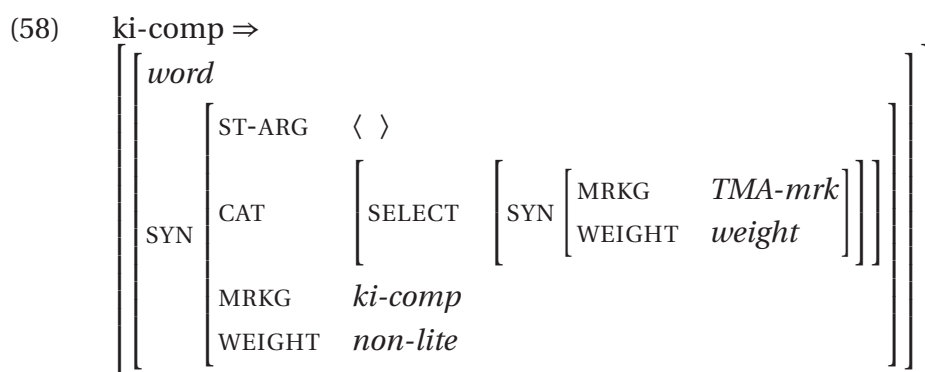 (58) ki-comp ⇒
word
ST-ARG ⟨ ⟩
SYN CAT SELECT SYN MRKG TMA-mrk
WEIGHT weight
MRKG ki-comp
WEIGHT non-lite